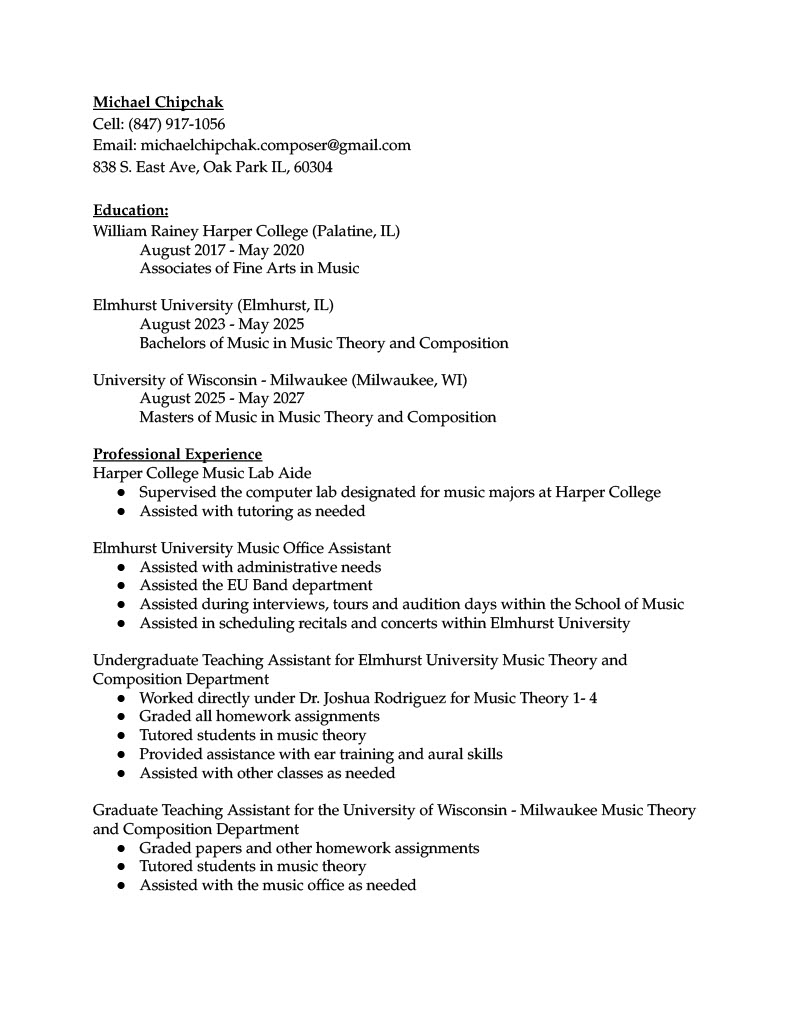 Michael Chipchak
Cell: (847) 917-1056
Email: michaelchipchak.composer@gmail.com
838 S. East Ave, Oak Park IL, 60304
Education:
William Rainey Harper College (Palatine, IL)
August 2017 - May 2020
Associates of Fine Arts in Music
Elmhurst University (Elmhurst, IL)
August 2023 - May 2025
Bachelors of Music in Music Theory and Composition
University of Wisconsin - Milwaukee (Milwaukee, WI)
August 2025 - May 2027
Masters of Music in Music Theory and Composition
Professional Experience
Harper College Music Lab Aide
● Supervised the computer lab designated for music majors at Harper College
● Assisted with tutoring as needed
Elmhurst University Music Office Assistant
● Assisted with administrative needs
● Assisted the EU Band department
● Assisted during interviews, tours and audition days within the School of Music
● Assisted in scheduling recitals and concerts within Elmhurst University
Undergraduate Teaching Assistant for Elmhurst University Music Theory and
Composition Department
● Worked directly under Dr. Joshua Rodriguez for Music Theory 1- 4
● Graded all homework assignments
● Tutored students in music theory
● Provided assistance with ear training and aural skills
● Assisted with other classes as needed
Graduate Teaching Assistant for the University of Wisconsin - Milwaukee Music Theory
and Composition Department
● Graded papers and other homework assignments
● Tutored students in music theory
● Assisted with the music office as needed